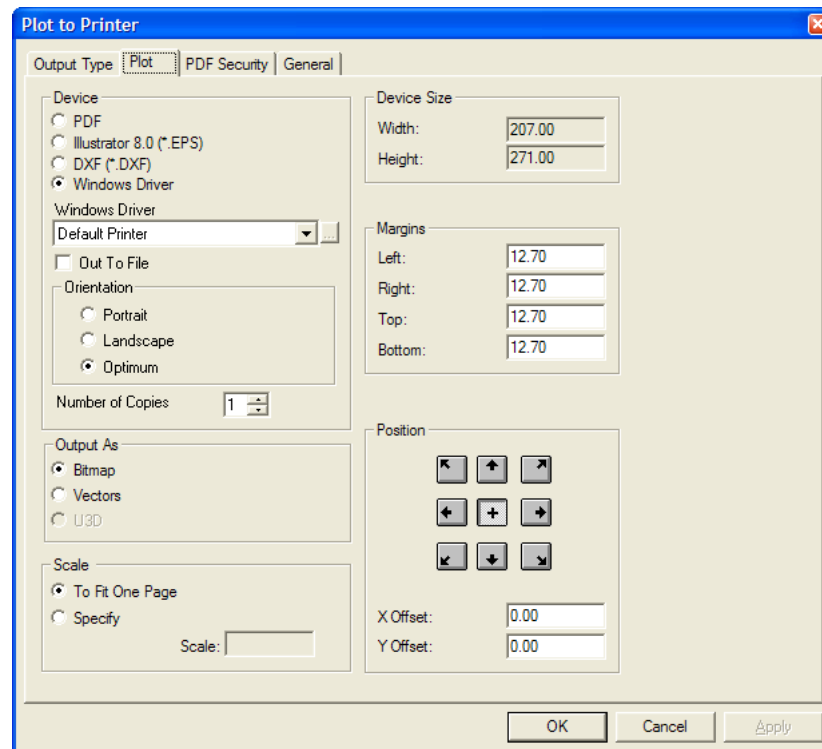 Plot to Printer
Output Type Plot PDF Security General
Device
PDF
Illustrator 8.0 (*.EPS)
DXF (*.DXF)
Windows Driver
Windows Driver
Default Printer ...
Out To File
Orientation
Portrait
Landscape
Optimum
Number of Copies 1
Output As
Bitmap
Vectors
U3D
Scale
To Fit One Page
Specify
Scale:
Device Size
Width: 207.00
Height: 271.00
Margins
Left: 12.70
Right: 12.70
Top: 12.70
Bottom: 12.70
Position
X Offset: 0.00
Y Offset: 0.00
OK Cancel Apply